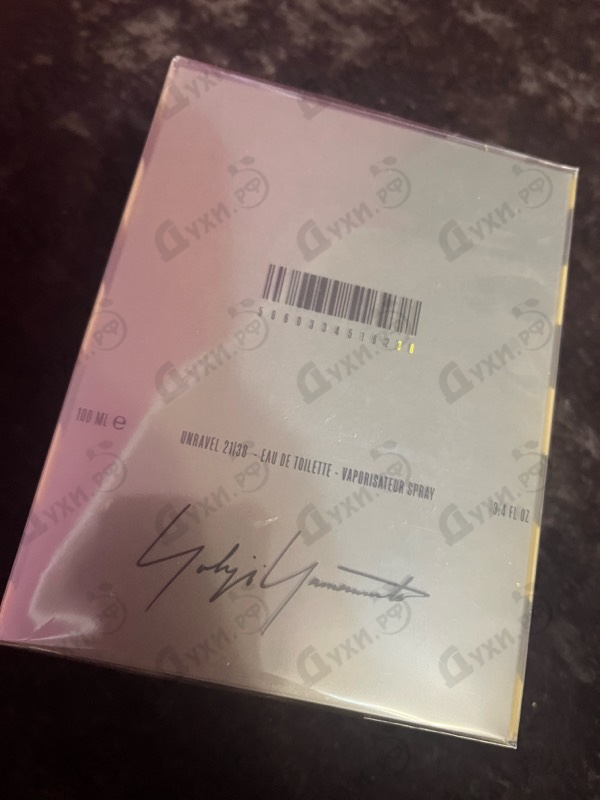 100 ML ℮
UNRAVEL 21|38 - EAU DE TOILETTE - VAPORISATEUR SPRAY
3,4 FL OZ
Yohji Yamamoto
Духи.рф